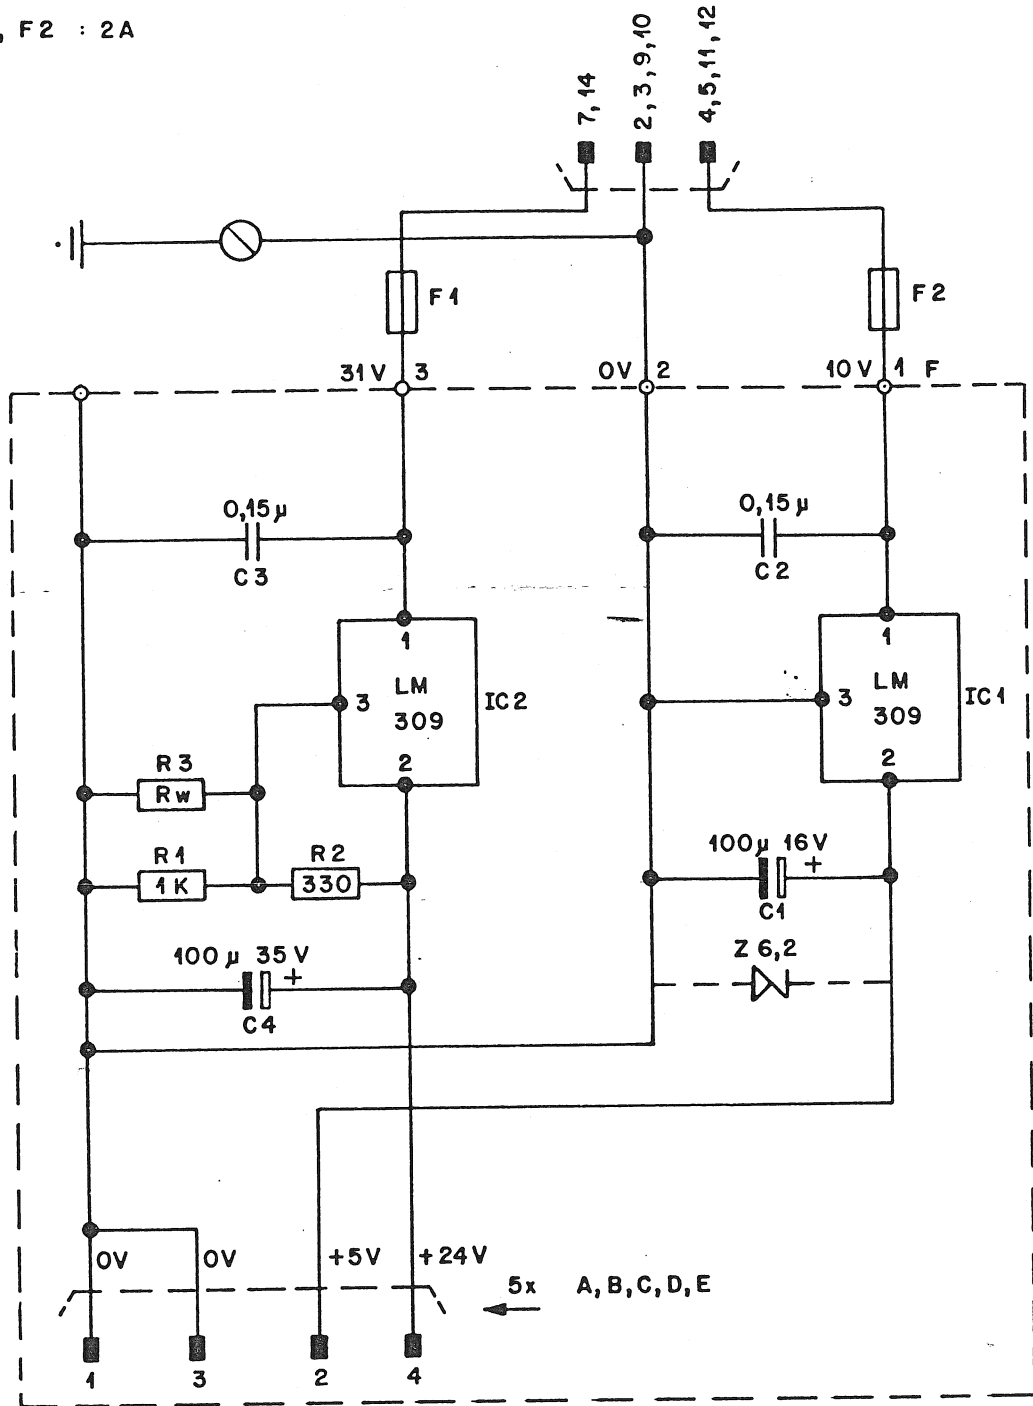 , F2 : 2A
7,14
2,3,9,10
4,5,11,12
F1
F2
31V 3
0V 2
10V 1 F
0,15µ
C3
0,15µ
C2
1
LM
309
3
2
IC2
1
LM
309
3
2
IC1
R3
Rw
R1
1K
R2
330
100µ 16V
+
C1
Z 6,2
100µ 35V
+
C4
0V
0V
+5V
+24V
5x A,B,C,D,E
1
3
2
4